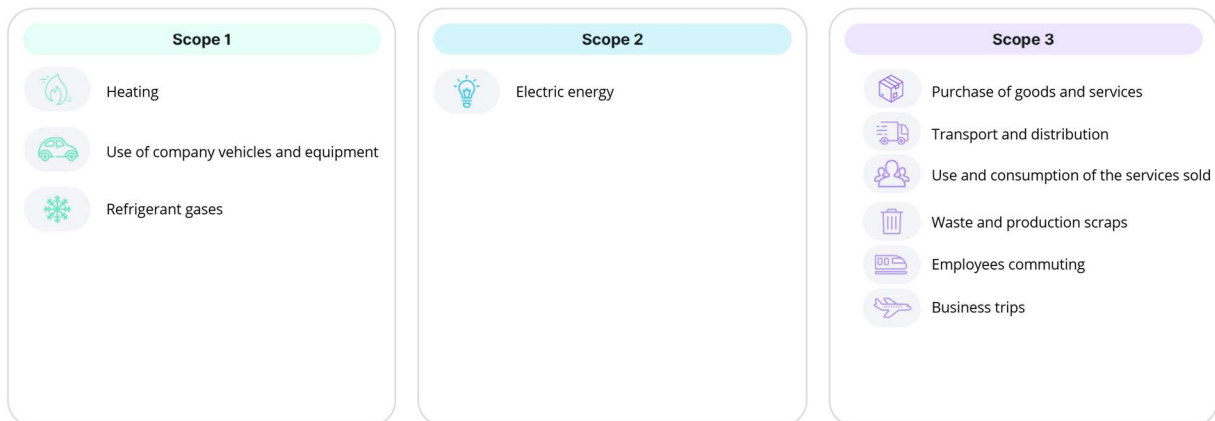 Scope 1
Heating
Use of company vehicles and equipment
Refrigerant gases
Scope 2
Electric energy
Scope 3
Purchase of goods and services
Transport and distribution
Use and consumption of the services sold
Waste and production scraps
Employees commuting
Business trips